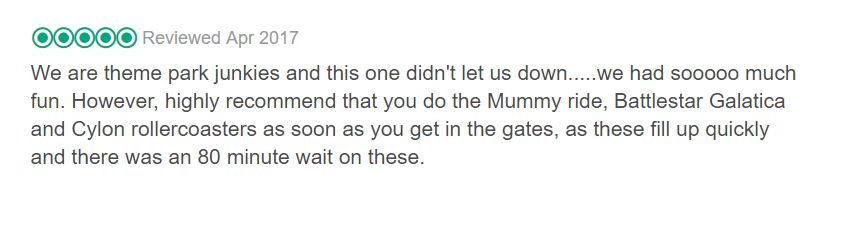 Reviewed Apr 2017
We are theme park junkies and this one didn't let us down.....we had sooooo much
fun. However, highly recommend that you do the Mummy ride, Battlestar Galatica
and Cylon rollercoasters as soon as you get in the gates, as these fill up quickly
and there was an 80 minute wait on these.